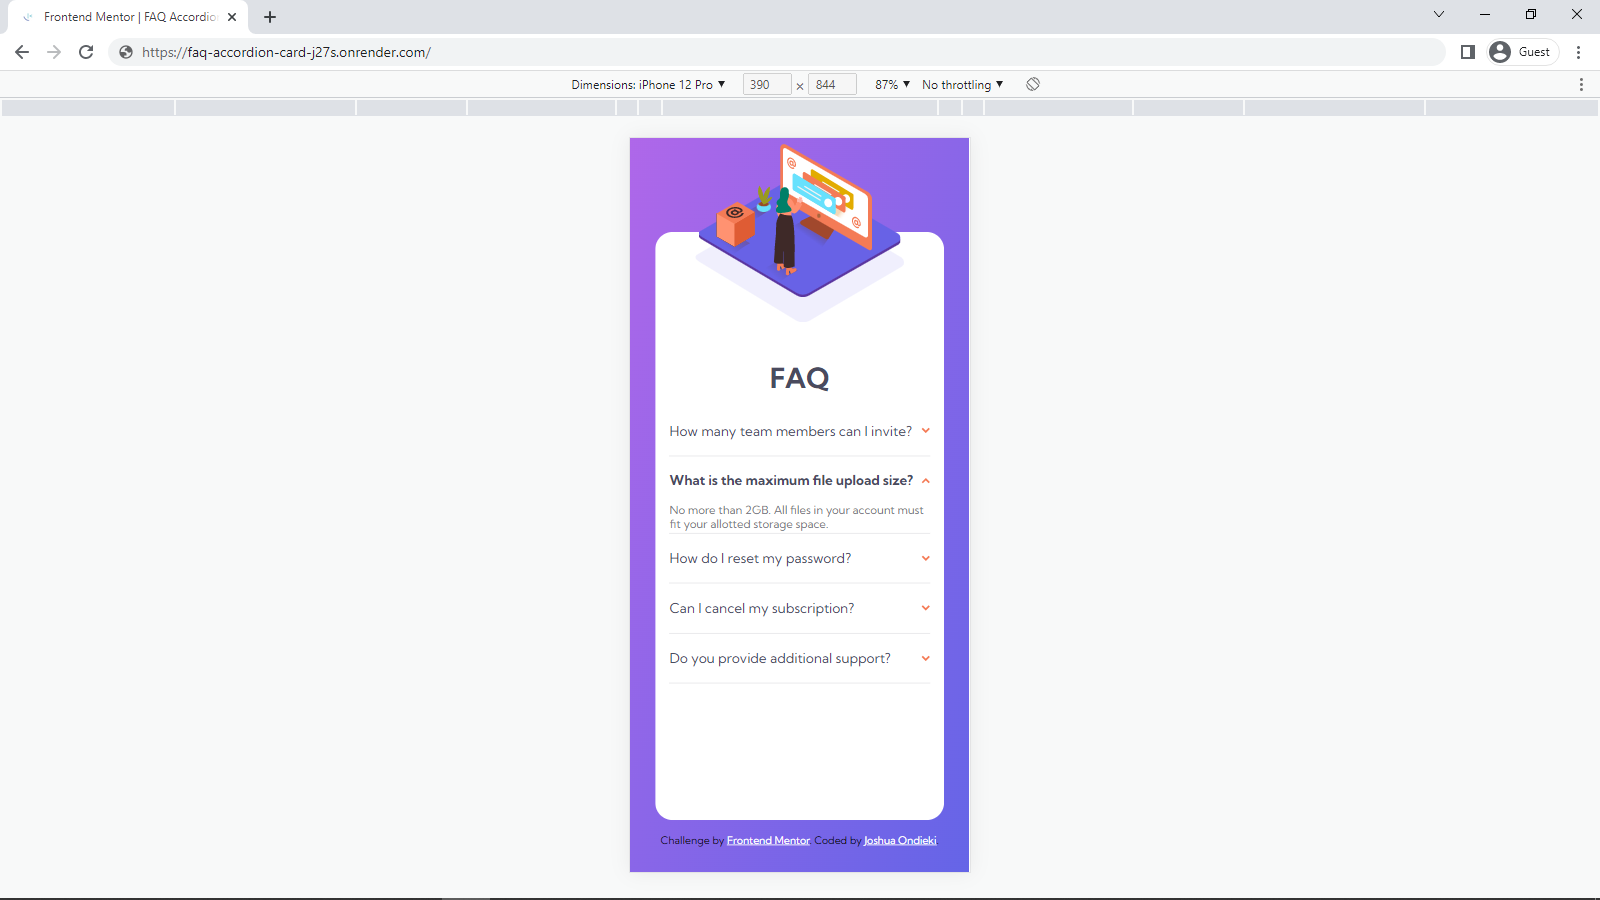 Frontend Mentor | FAQ Accordio
https://faq-accordion-card-j27s.onrender.com/
Guest
Dimensions: iPhone 12 Pro ▼ 390 × 844 87% ▼ No throttling ▼
FAQ
How many team members can I invite?
What is the maximum file upload size?
No more than 2GB. All files in your account must
fit your allotted storage space.
How do I reset my password?
Can I cancel my subscription?
Do you provide additional support?
Challenge by Frontend Mentor. Coded by Joshua Ondieki.